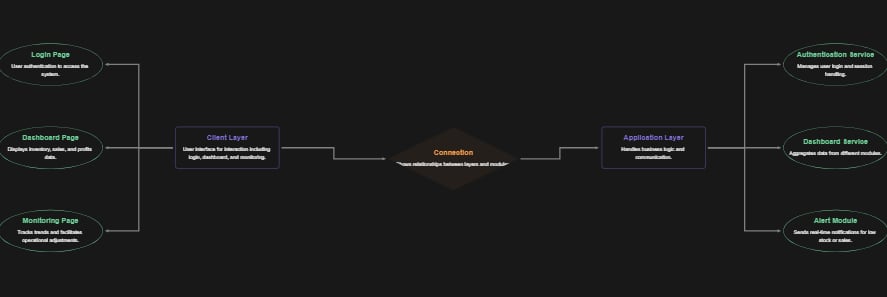 Login Page
User authentication to access the
system.
Dashboard Page
Displays inventory, sales, and profits
data.
Monitoring Page
Tracks trends and facilitates
operational adjustments.
Client Layer
User interface for interaction including
login, dashboard, and monitoring.
Connection
relationships between layers and
Application Layer
Handles business logic and
communication.
Authentication Service
Manages user login and session
handling.
Dashboard Service
Aggregates data from different modules.
Alert Module
Sends real-time notifications for low
stock or sales.